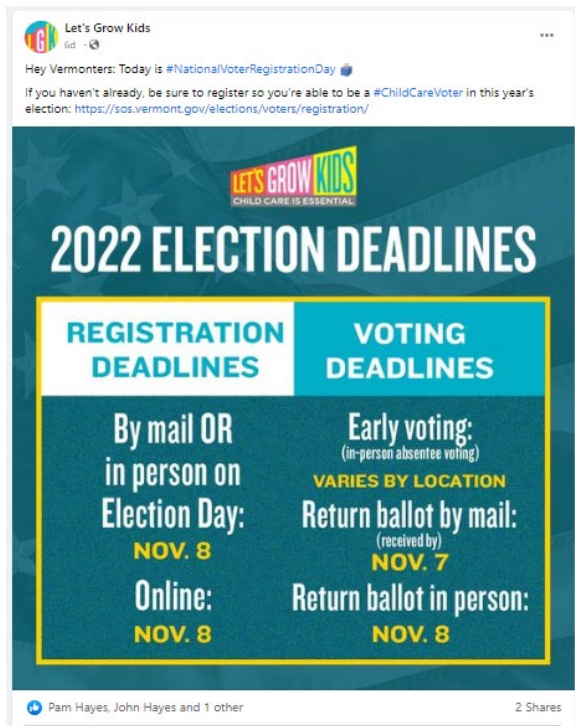 Let's Grow Kids
6d
Hey Vermonters: Today is #NationalVoterRegistrationDay
If you haven't already, be sure to register so you're able to be a #ChildCareVoter in this year's
election: https://sos.vermont.gov/elections/voters/registration/
LET'S GROW KIDS
CHILD CARE IS ESSENTIAL
2022 ELECTION DEADLINES
REGISTRATION
DEADLINES
By mail OR
in person on
Election Day:
NOV. 8
Online:
NOV. 8
VOTING
DEADLINES
Early voting:
(in-person absentee voting)
VARIES BY LOCATION
Return ballot by mail:
(received by)
NOV. 7
Return ballot in person:
NOV. 8
Pam Hayes, John Hayes and 1 other
2 Shares